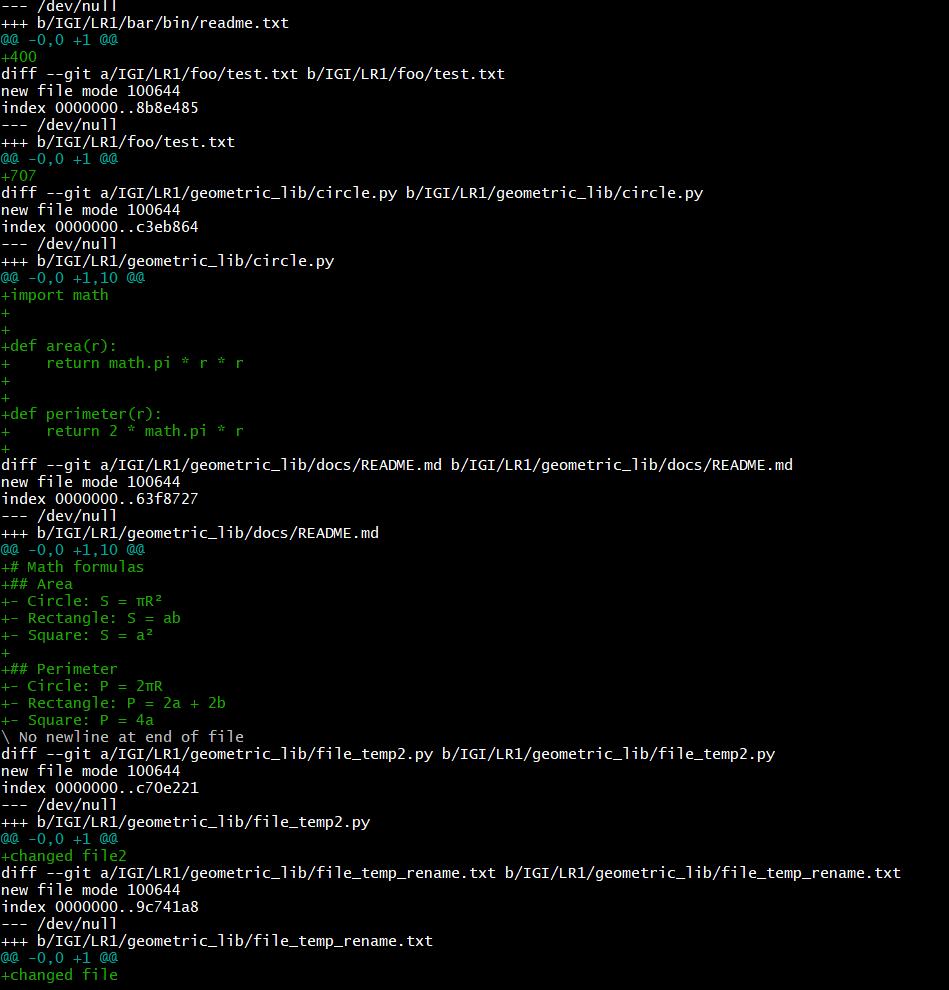 --- /dev/null
+++ b/IGI/LR1/bar/bin/readme.txt
@@ -0,0 +1 @@
+400
diff --git a/IGI/LR1/foo/test.txt b/IGI/LR1/foo/test.txt
new file mode 100644
index 0000000..8b8e485
--- /dev/null
+++ b/IGI/LR1/foo/test.txt
@@ -0,0 +1 @@
+707
diff --git a/IGI/LR1/geometric_lib/circle.py b/IGI/LR1/geometric_lib/circle.py
new file mode 100644
index 0000000..c3eb864
--- /dev/null
+++ b/IGI/LR1/geometric_lib/circle.py
@@ -0,0 +1,10 @@
+import math
+
+
+def area(r):
+    return math.pi * r * r
+
+
+def perimeter(r):
+    return 2 * math.pi * r
+
diff --git a/IGI/LR1/geometric_lib/docs/README.md b/IGI/LR1/geometric_lib/docs/README.md
new file mode 100644
index 0000000..63f8727
--- /dev/null
+++ b/IGI/LR1/geometric_lib/docs/README.md
@@ -0,0 +1,10 @@
+# Math formulas
+## Area
+- Circle: S = πR²
+- Rectangle: S = ab
+- Square: S = a²
+
+## Perimeter
+- Circle: P = 2πR
+- Rectangle: P = 2a + 2b
+- Square: P = 4a
\ No newline at end of file
diff --git a/IGI/LR1/geometric_lib/file_temp2.py b/IGI/LR1/geometric_lib/file_temp2.py
new file mode 100644
index 0000000..c70e221
--- /dev/null
+++ b/IGI/LR1/geometric_lib/file_temp2.py
@@ -0,0 +1 @@
+changed file2
diff --git a/IGI/LR1/geometric_lib/file_temp_rename.txt b/IGI/LR1/geometric_lib/file_temp_rename.txt
new file mode 100644
index 0000000..9c741a8
--- /dev/null
+++ b/IGI/LR1/geometric_lib/file_temp_rename.txt
@@ -0,0 +1 @@
+changed file